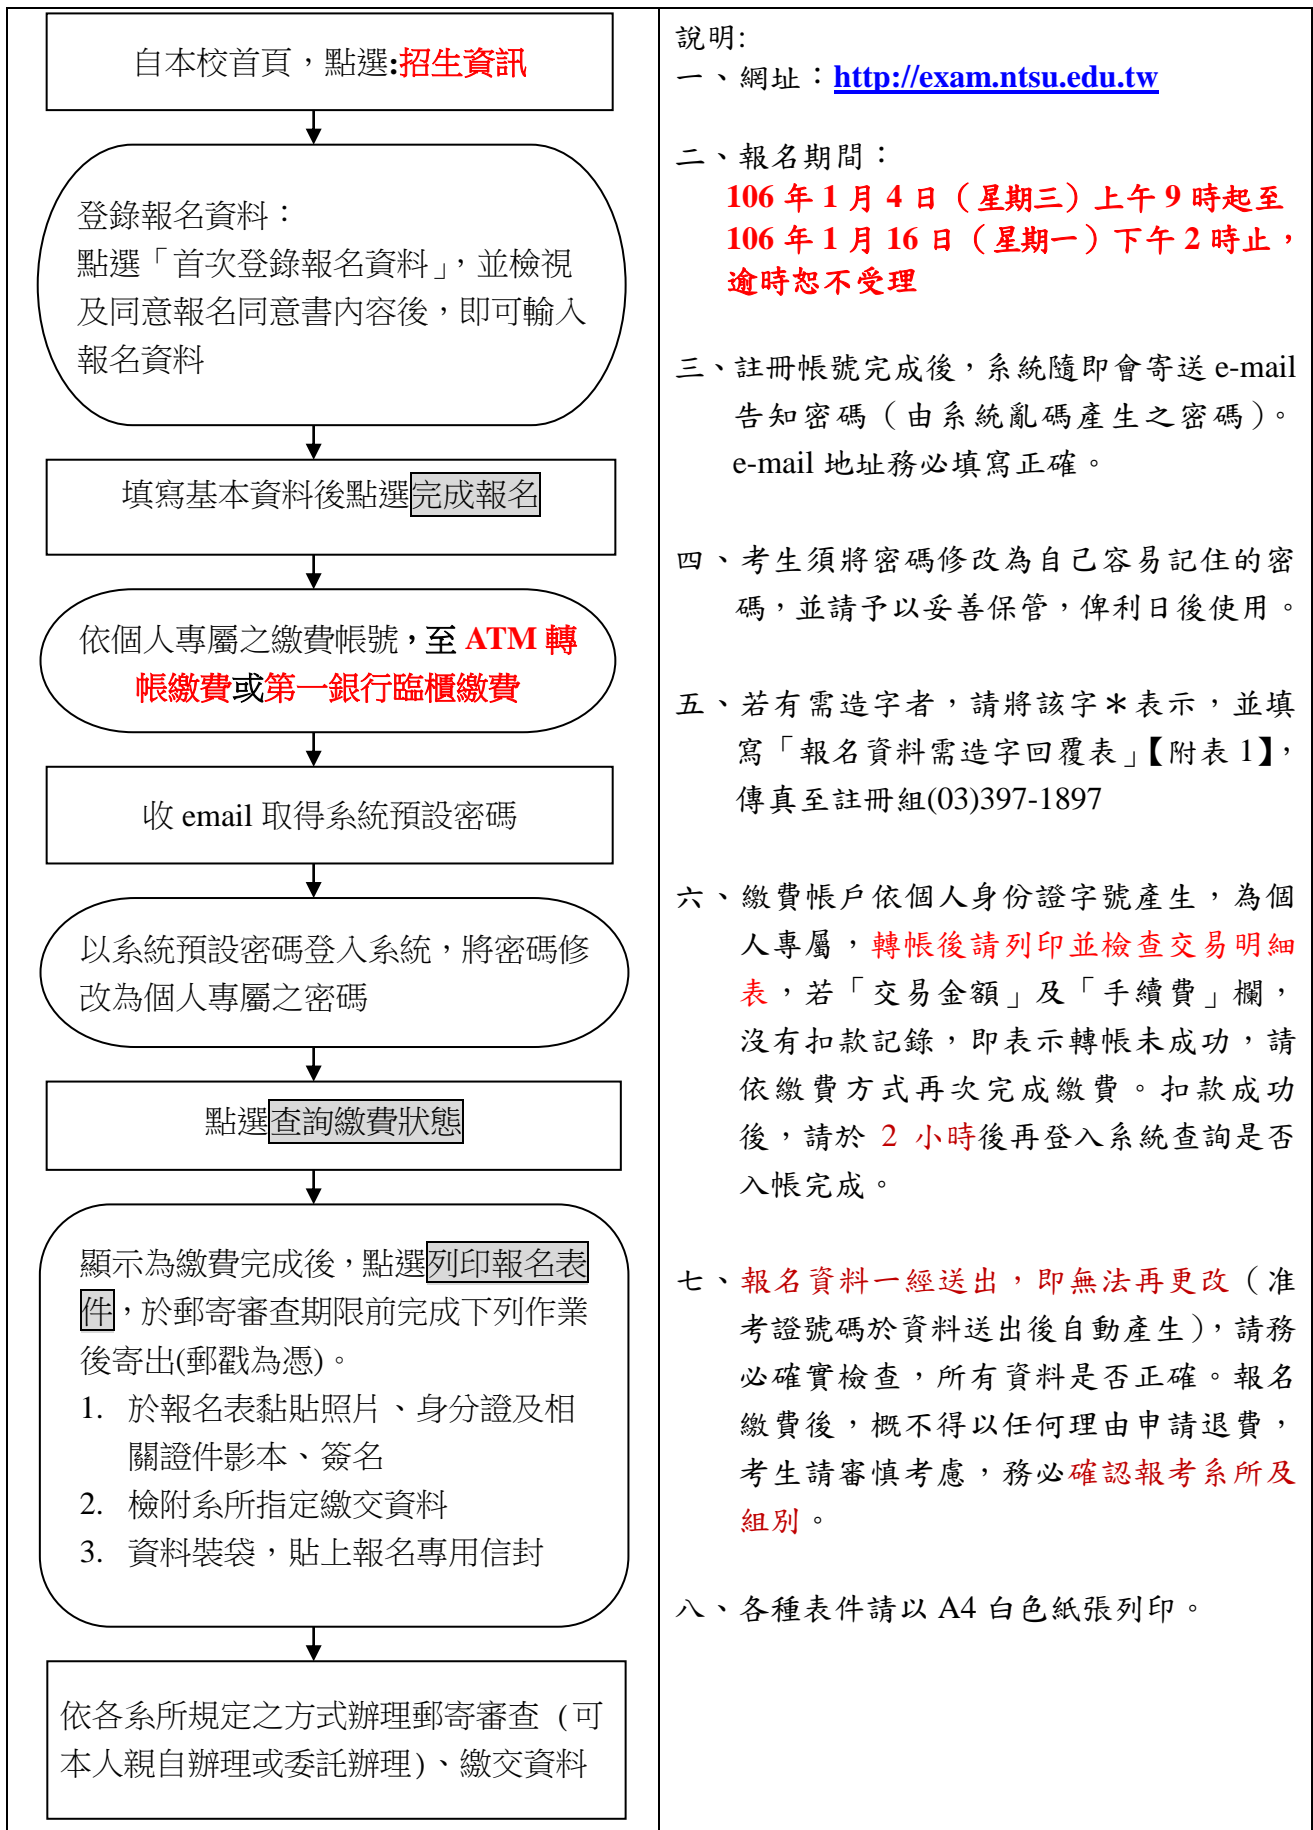 自本校首頁，點選:招生資訊
登錄報名資料：
點選「首次登錄報名資料」，並檢視
及同意報名同意書內容後，即可輸入
報名資料
填寫基本資料後點選完成報名
依個人專屬之繳費帳號，至 ATM 轉
帳繳費或第一銀行臨櫃繳費
收 email 取得系統預設密碼
以系統預設密碼登入系統，將密碼修
改為個人專屬之密碼
點選查詢繳費狀態
顯示為繳費完成後，點選列印報名表
件，於郵寄審查期限前完成下列作業
後寄出(郵戳為憑)。
1. 於報名表黏貼照片、身分證及相
關證件影本、簽名
2. 檢附系所指定繳交資料
3. 資料裝袋，貼上報名專用信封
依各系所規定之方式辦理郵寄審查 (可
本人親自辦理或委託辦理)、繳交資料
說明:
一、網址：http://exam.ntsu.edu.tw
二、報名期間：
106 年 1 月 4 日（星期三）上午 9 時起至
106 年 1 月 16 日（星期一）下午 2 時止，
逾時恕不受理
三、註冊帳號完成後，系統隨即會寄送 e-mail
告知密碼（由系統亂碼產生之密碼）。
e-mail 地址務必填寫正確。
四、考生須將密碼修改為自己容易記住的密
碼，並請予以妥善保管，俾利日後使用。
五、若有需造字者，請將該字＊表示，並填
寫「報名資料需造字回覆表」【附表 1】，
傳真至註冊組(03)397-1897
六、繳費帳戶依個人身份證字號產生，為個
人專屬，轉帳後請列印並檢查交易明細
表，若「交易金額」及「手續費」欄，
沒有扣款記錄，即表示轉帳未成功，請
依繳費方式再次完成繳費。扣款成功
後，請於 2 小時後再登入系統查詢是否
入帳完成。
七、報名資料一經送出，即無法再更改（准
考證號碼於資料送出後自動產生），請務
必確實檢查，所有資料是否正確。報名
繳費後，概不得以任何理由申請退費，
考生請審慎考慮，務必確認報考系所及
組別。
八、各種表件請以 A4 白色紙張列印。